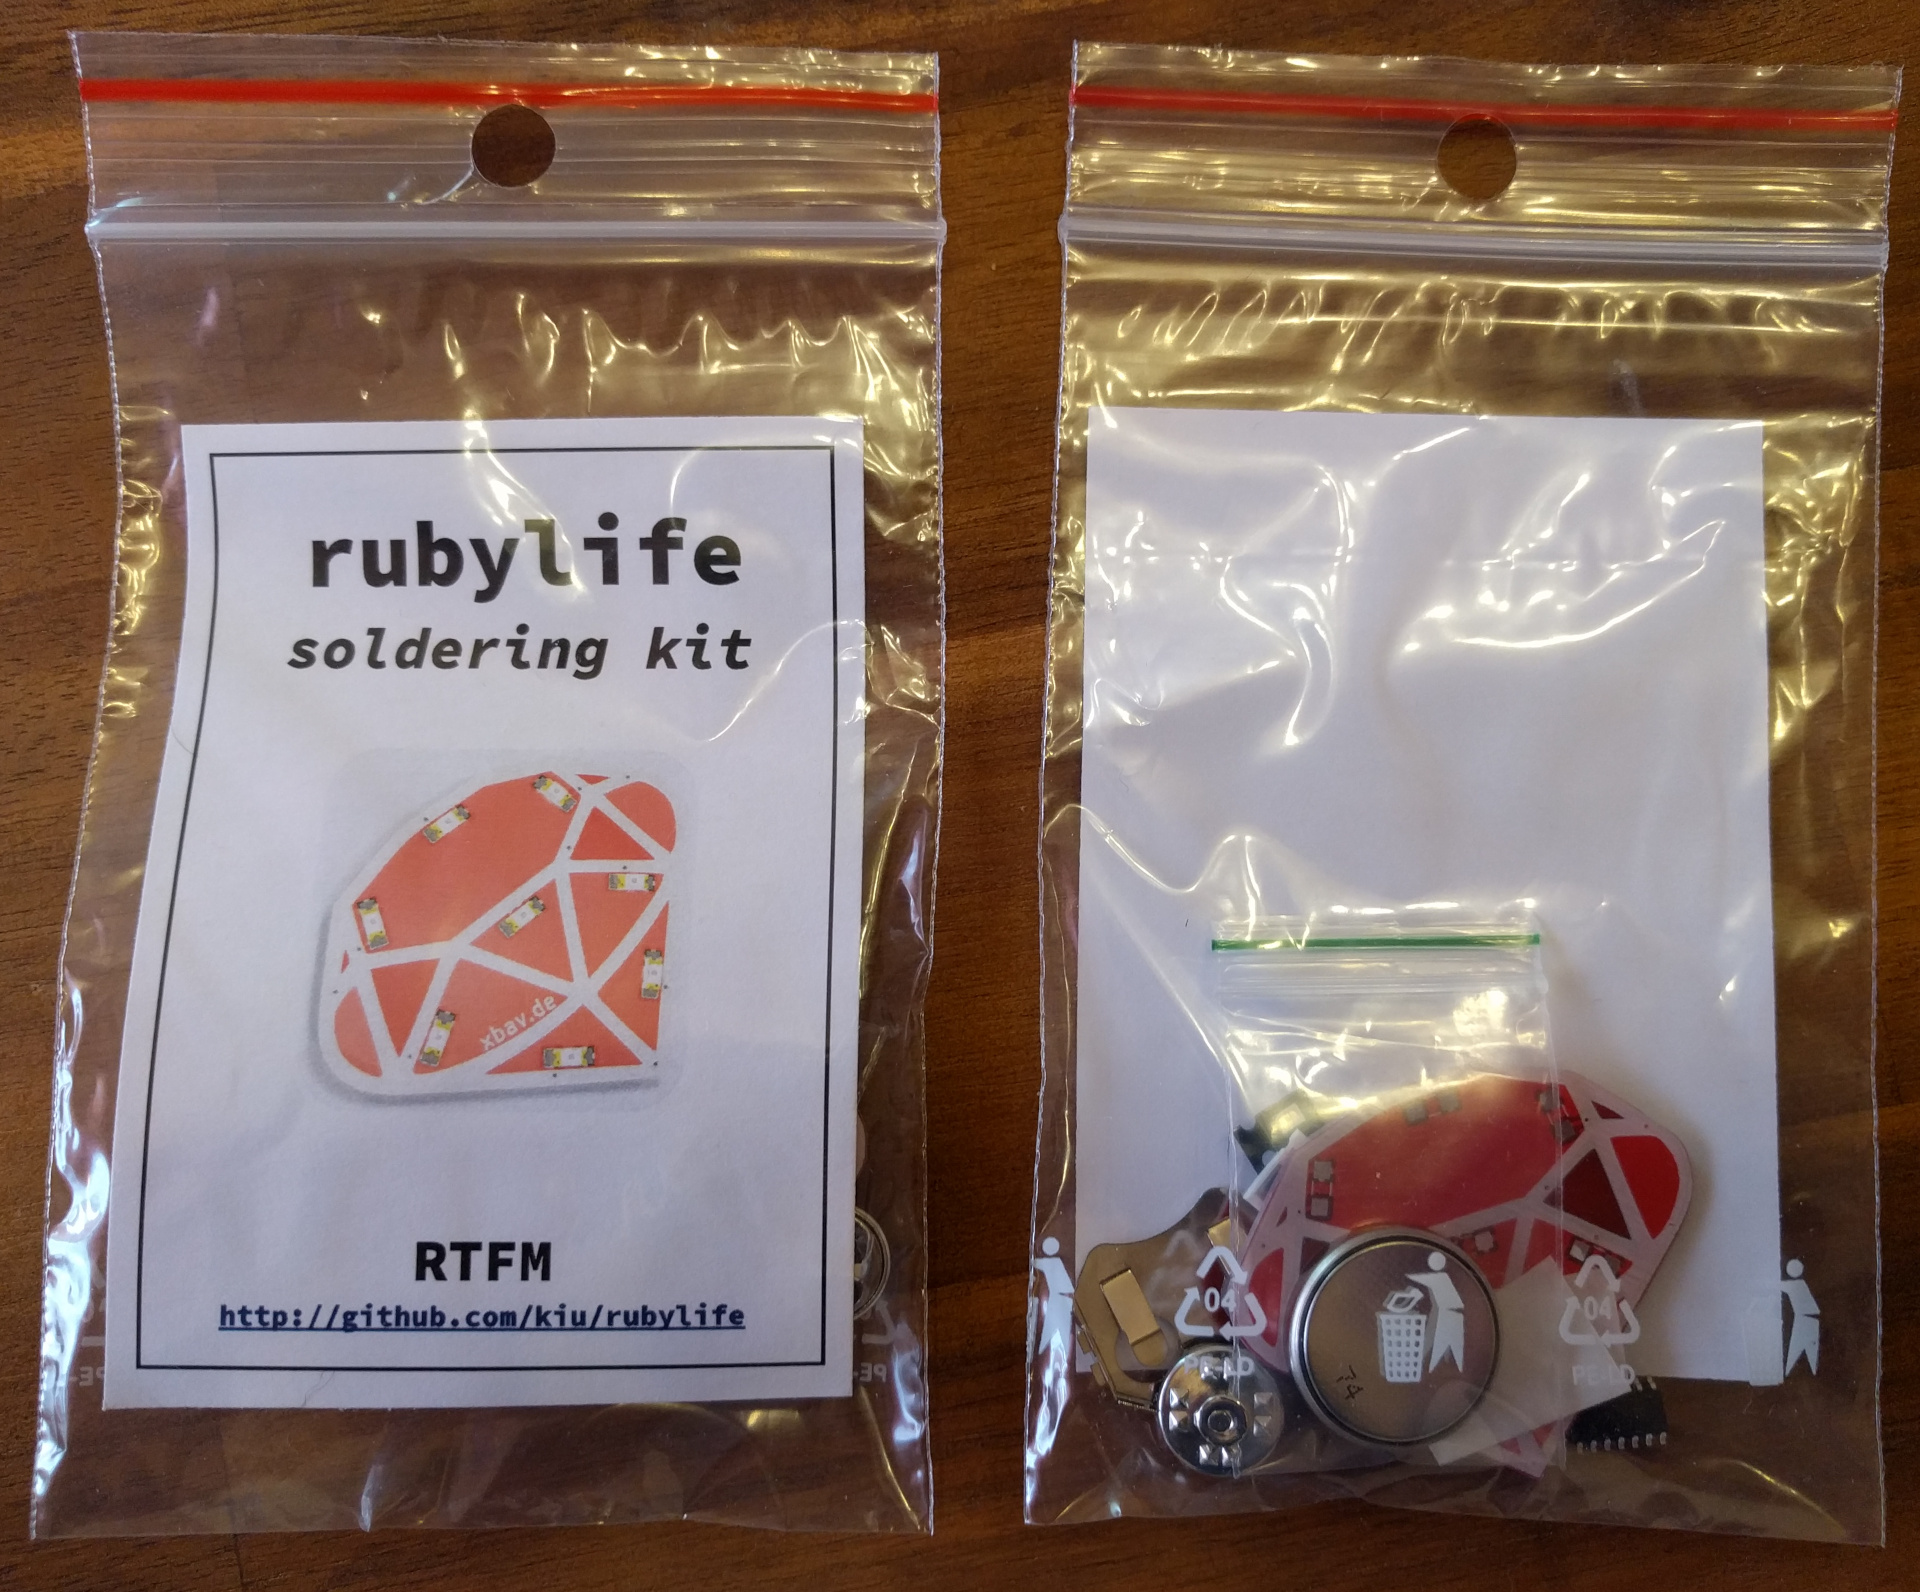 rubylife
soldering kit
xbav.de
RTFM
http://github.com/kiu/rubylife
04
PE-LD
04
PE-LD